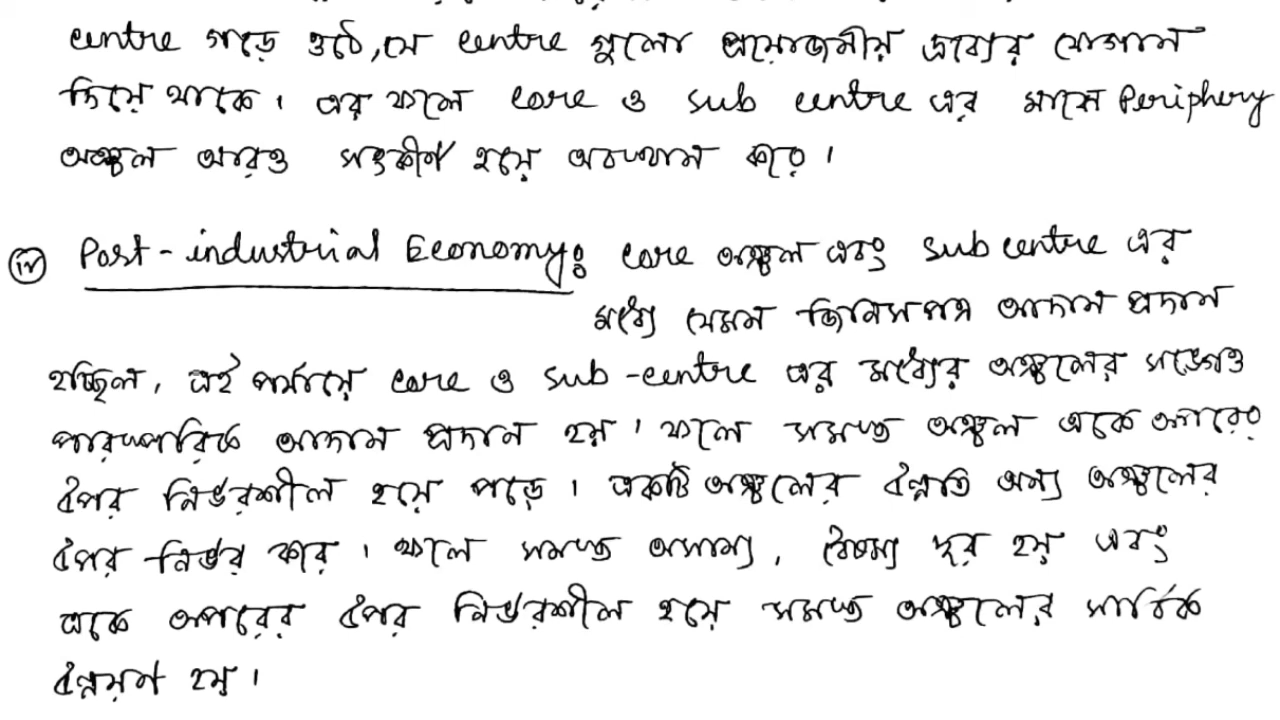 centre গড়ে ওঠে, যে centre গুলো প্রয়োজনীয় দ্রব্যের যোগান
দিয়ে থাকে। এর ফলে core ও sub centre এর মাঝে Periphery
অঞ্চল আরও সংকীর্ণ হয়ে অবস্থান করে।
(iv) Post-industrial Economy: core অঞ্চল এবং sub centre এর
মধ্যে যেমন জিনিসপত্র আদান প্রদান
হচ্ছিল, এই পর্যায়ে core ও sub-centre এর মধ্যের অঞ্চলের সঙ্গেও
পারস্পারিক আদান প্রদান হয়। ফলে সমস্ত অঞ্চল একে অপরের
উপর নির্ভরশীল হয়ে পড়ে। একটি অঞ্চলের উন্নতি অন্য অঞ্চলের
উপর নির্ভর করে। ফলে সমস্ত অসাম্য, বৈষম্য দূর হয় এবং
একে অপরের উপর নির্ভরশীল হয়ে সমস্ত অঞ্চলের সার্বিক
উন্নয়ন হয়।